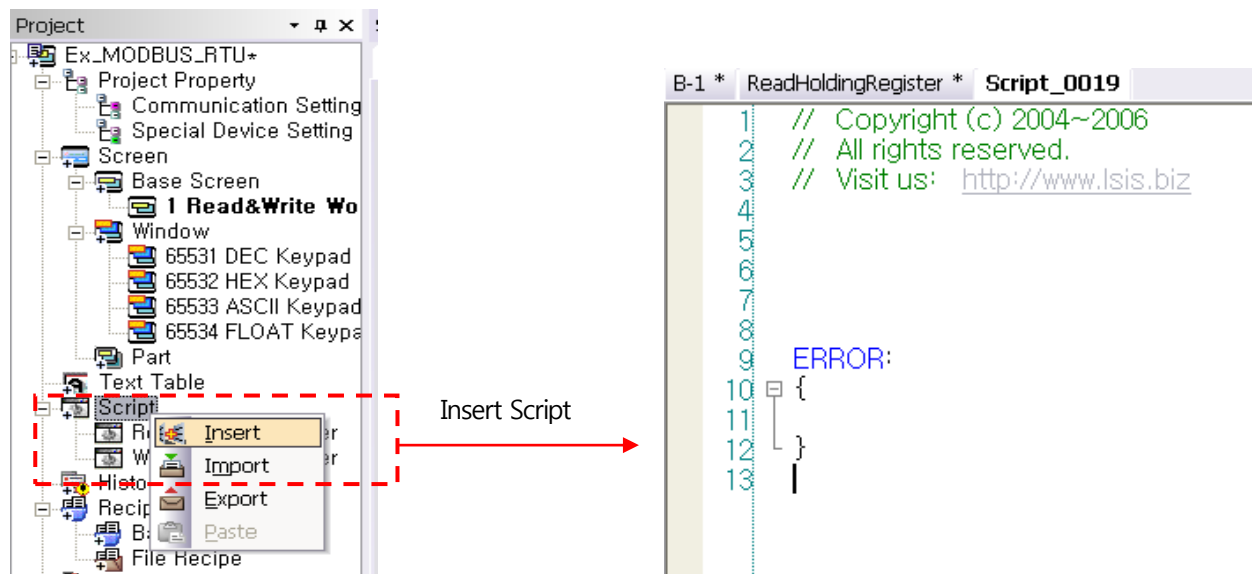 Project
Ex_MODBUS_RTU*
Project Property
Communication Setting
Special Device Setting
Screen
Base Screen
1 Read&Write Wo
Window
65531 DEC Keypad
65532 HEX Keypad
65533 ASCII Keypad
65534 FLOAT Keypa
Part
Text Table
Script
Insert
Import
Export
Paste
Histo
Recip
File Recipe
Insert Script
B-1 * ReadHoldingRegister * Script_0019
1 // Copyright (c) 2004~2006
2 // All rights reserved.
3 // Visit us: http://www.lsis.biz
4
5
6
7
8
9 ERROR:
10 {
11
12 }
13